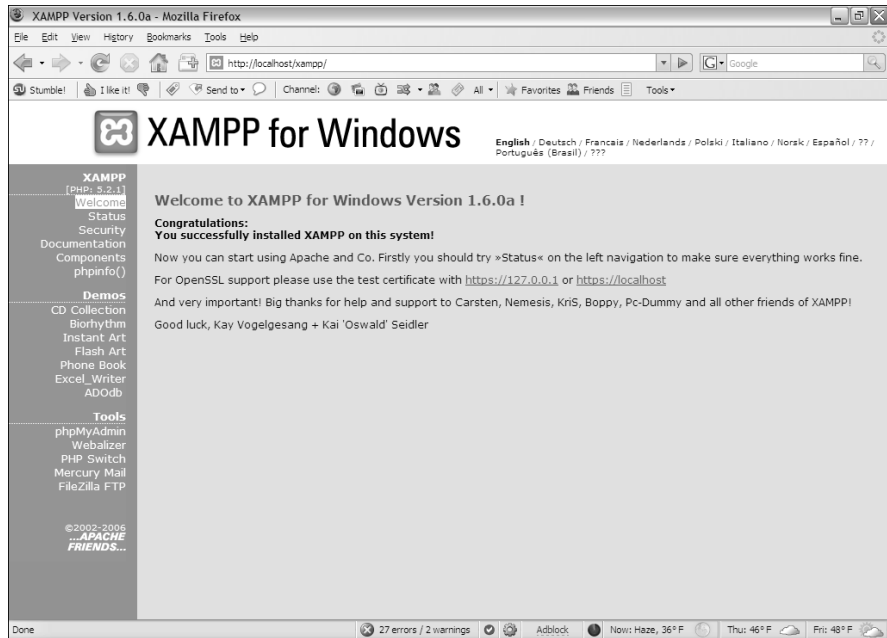 XAMPP Version 1.6.0a - Mozilla Firefox
File Edit View History Bookmarks Tools Help
http://localhost/xampp/
G Google
Stumble! I like it! Send to Channel: All Favorites Friends Tools
XAMPP for Windows
English / Deutsch / Francais / Nederlands / Polski / Italiano / Norsk / Español / ?? /
Português (Brasil) / ???
XAMPP
[PHP: 5.2.1]
Welcome
Status
Security
Documentation
Components
phpinfo()
Demos
CD Collection
Biorhythm
Instant Art
Flash Art
Phone Book
Excel_Writer
ADOdb
Tools
phpMyAdmin
Webalizer
PHP Switch
Mercury Mail
FileZilla FTP
©2002-2006
...APACHE
FRIENDS...
Welcome to XAMPP for Windows Version 1.6.0a !
Congratulations:
You successfully installed XAMPP on this system!
Now you can start using Apache and Co. Firstly you should try »Status« on the left navigation to make sure everything works fine.
For OpenSSL support please use the test certificate with https://127.0.0.1 or https://localhost
And very important! Big thanks for help and support to Carsten, Nemesis, KriS, Boppy, Pc-Dummy and all other friends of XAMPP!
Good luck, Kay Vogelgesang + Kai 'Oswald' Seidler
Done 27 errors / 2 warnings Adblock Now: Haze, 36° F Thu: 46° F Fri: 48° F